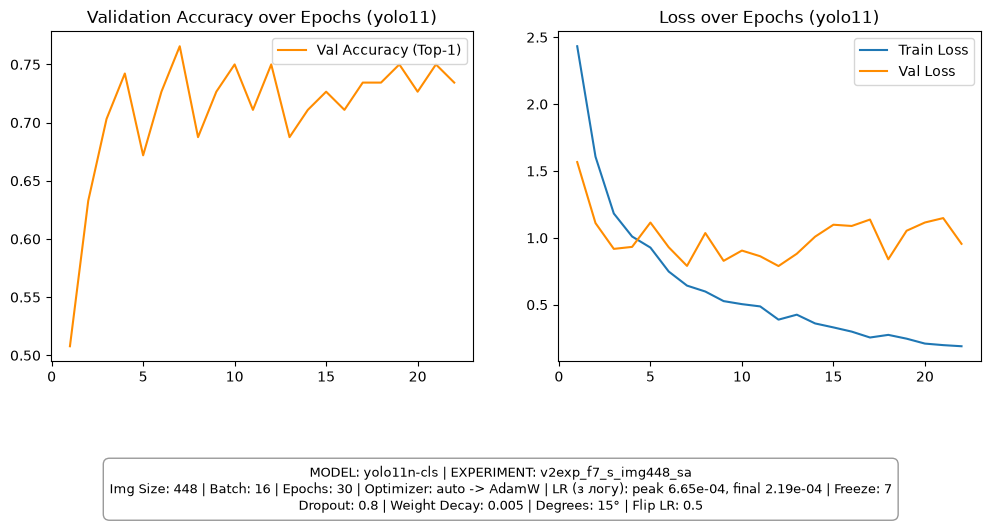 Validation Accuracy over Epochs (yolo11)
Val Accuracy (Top-1)
0.75
0.70
0.65
0.60
0.55
0.50
0 5 10 15 20
Loss over Epochs (yolo11)
Train Loss
Val Loss
2.5
2.0
1.5
1.0
0.5
0 5 10 15 20
MODEL: yolo11n-cls | EXPERIMENT: v2exp_f7_s_img448_sa
Img Size: 448 | Batch: 16 | Epochs: 30 | Optimizer: auto -> AdamW | LR (з логу): peak 6.65e-04, final 2.19e-04 | Freeze: 7
Dropout: 0.8 | Weight Decay: 0.005 | Degrees: 15° | Flip LR: 0.5